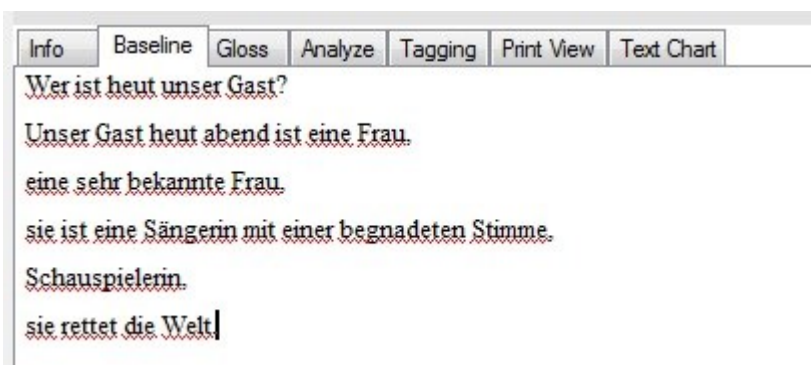 Info Baseline Gloss Analyze Tagging Print View Text Chart
Wer ist heut unser Gast?
Unser Gast heut abend ist eine Frau,
eine sehr bekannte Frau,
sie ist eine Sängerin mit einer begnadeten Stimme,
Schauspielerin,
sie rettet die Welt.